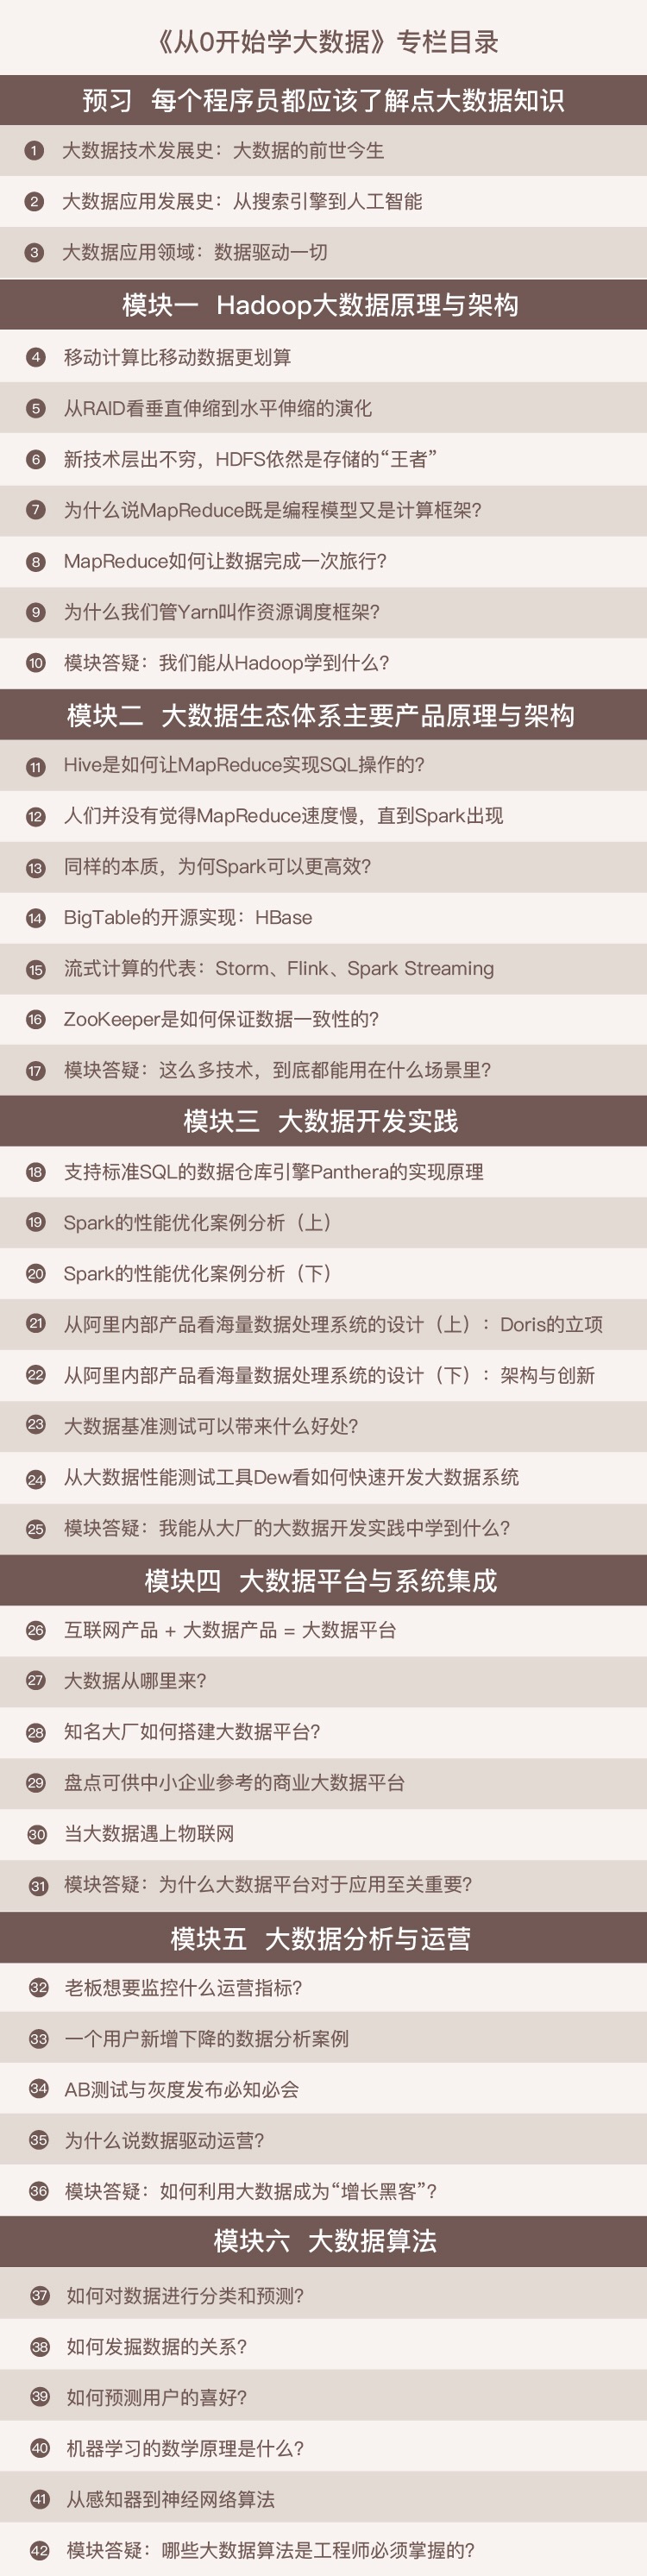 《从0开始学大数据》专栏目录
预习 每个程序员都应该了解点大数据知识
1 大数据技术发展史：大数据的前世今生
2 大数据应用发展史：从搜索引擎到人工智能
3 大数据应用领域：数据驱动一切
模块一 Hadoop大数据原理与架构
4 移动计算比移动数据更划算
5 从RAID看垂直伸缩到水平伸缩的演化
6 新技术层出不穷，HDFS依然是存储的“王者”
7 为什么说MapReduce既是编程模型又是计算框架？
8 MapReduce如何让数据完成一次旅行？
9 为什么我们管Yarn叫作资源调度框架？
10 模块答疑：我们能从Hadoop学到什么？
模块二 大数据生态体系主要产品原理与架构
11 Hive是如何让MapReduce实现SQL操作的？
12 人们并没有觉得MapReduce速度慢，直到Spark出现
13 同样的本质，为何Spark可以更高效？
14 BigTable的开源实现：HBase
15 流式计算的代表：Storm、Flink、Spark Streaming
16 ZooKeeper是如何保证数据一致性的？
17 模块答疑：这么多技术，到底都能用在什么场景里？
模块三 大数据开发实践
18 支持标准SQL的数据仓库引擎Panthera的实现原理
19 Spark的性能优化案例分析（上）
20 Spark的性能优化案例分析（下）
21 从阿里内部产品看海量数据处理系统的设计（上）：Doris的立项
22 从阿里内部产品看海量数据处理系统的设计（下）：架构与创新
23 大数据基准测试可以带来什么好处？
24 从大数据性能测试工具Dew看如何快速开发大数据系统
25 模块答疑：我能从大厂的大数据开发实践中学到什么？
模块四 大数据平台与系统集成
26 互联网产品 + 大数据产品 = 大数据平台
27 大数据从哪里来？
28 知名大厂如何搭建大数据平台？
29 盘点可供中小企业参考的商业大数据平台
30 当大数据遇上物联网
31 模块答疑：为什么大数据平台对于应用至关重要？
模块五 大数据分析与运营
32 老板想要监控什么运营指标？
33 一个用户新增下降的数据分析案例
34 AB测试与灰度发布必知必会
35 为什么说数据驱动运营？
36 模块答疑：如何利用大数据成为“增长黑客”？
模块六 大数据算法
37 如何对数据进行分类和预测？
38 如何发掘数据的关系？
39 如何预测用户的喜好？
40 机器学习的数学原理是什么？
41 从感知器到神经网络算法
42 模块答疑：哪些大数据算法是工程师必须掌握的？